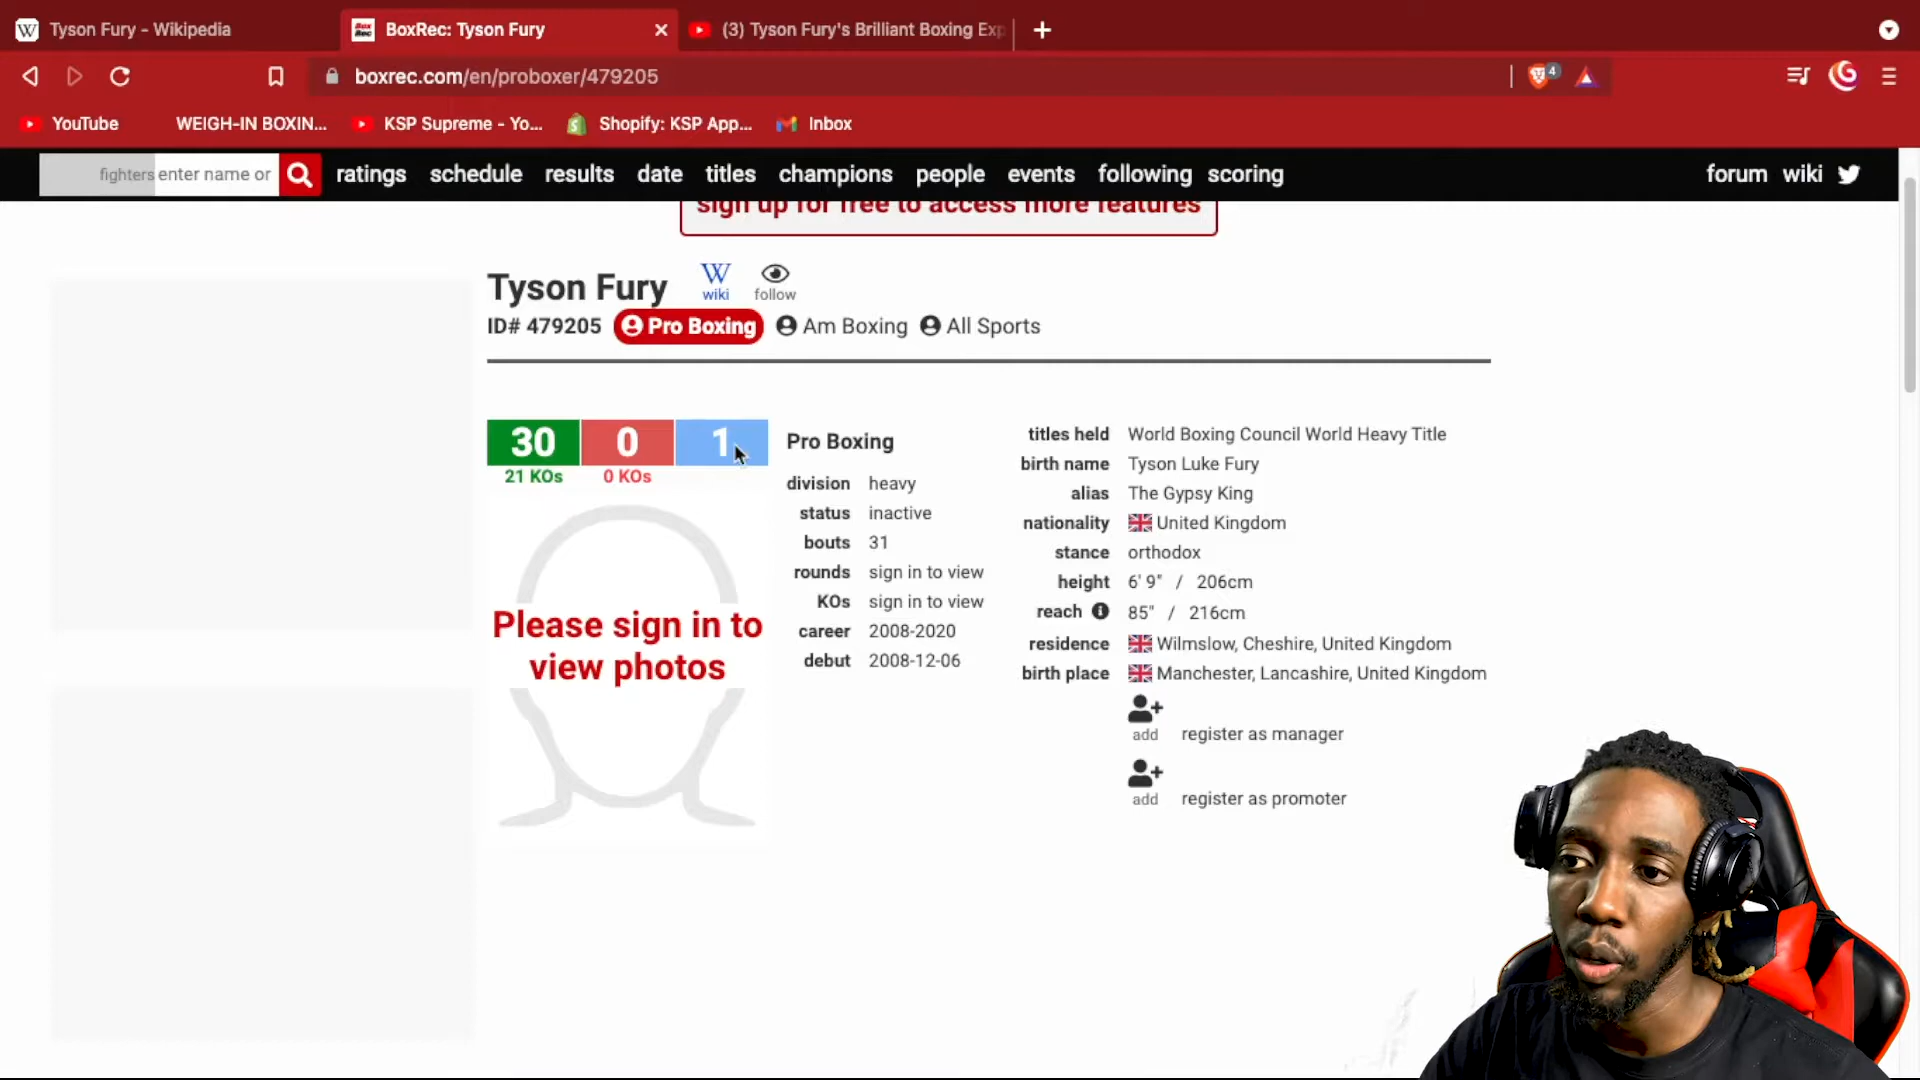 Tyson Fury - Wikipedia
BoxRec: Tyson Fury
(3) Tyson Fury's Brilliant Boxing Exp
boxrec.com/en/proboxer/479205
4
YouTube
WEIGH-IN BOXIN...
KSP Supreme - Yo...
Shopify: KSP App...
Inbox
fighters enter name or
ratings schedule results date titles champions people events following scoring
forum wiki
sign up for free to access more features
Tyson Fury
W
wiki
follow
ID# 479205 Pro Boxing Am Boxing All Sports
30 0 1
21 KOs 0 KOs
Pro Boxing
division heavy
status inactive
bouts 31
rounds sign in to view
KOs sign in to view
career 2008-2020
debut 2008-12-06
titles held World Boxing Council World Heavy Title
birth name Tyson Luke Fury
alias The Gypsy King
nationality United Kingdom
stance orthodox
height 6' 9" / 206cm
reach 85" / 216cm
residence Wilmslow, Cheshire, United Kingdom
birth place Manchester, Lancashire, United Kingdom
add register as manager
add register as promoter
Please sign in to
view photos